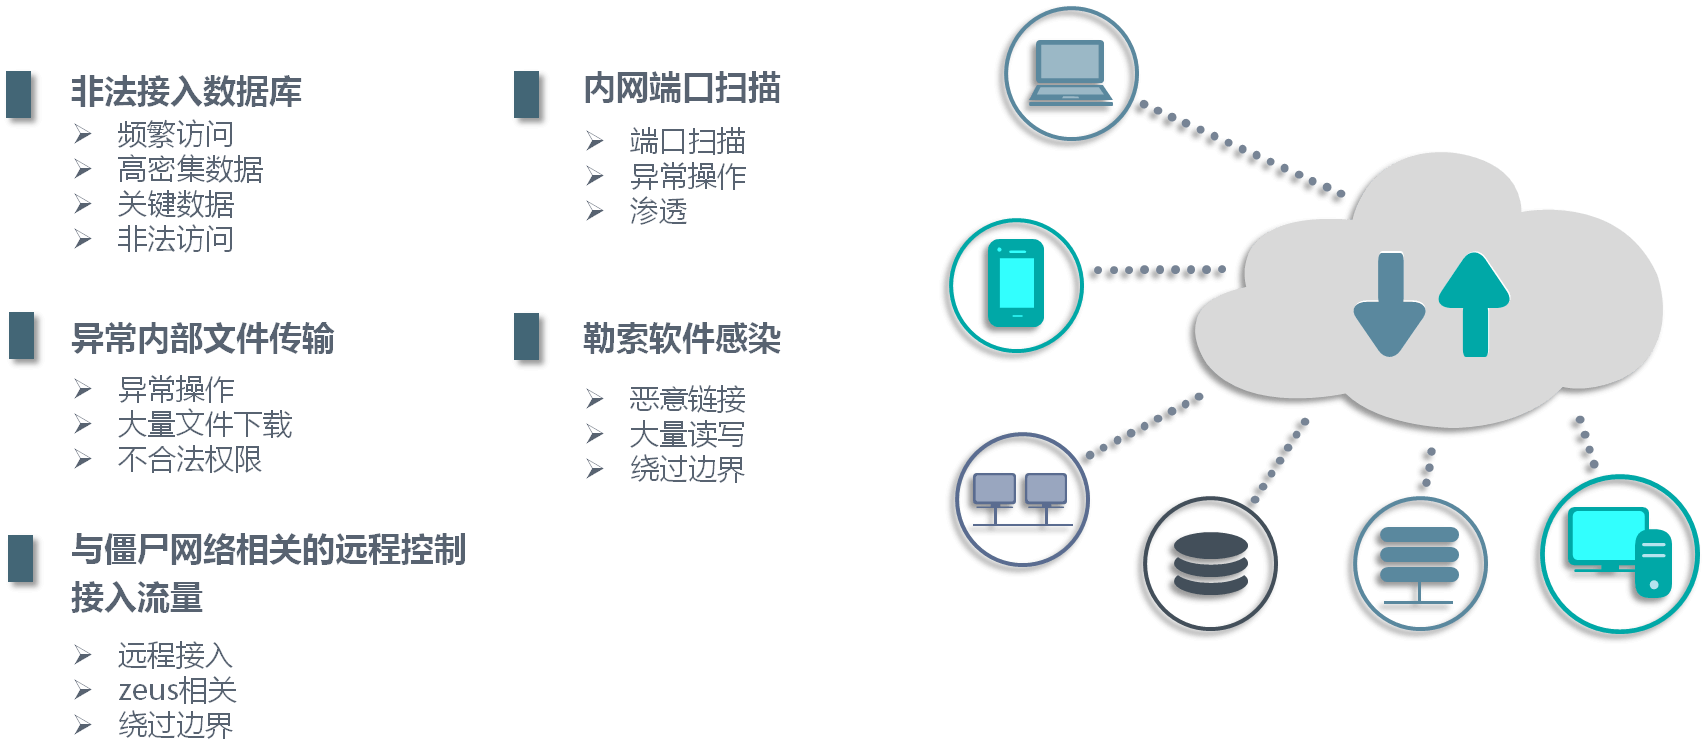 非法接入数据库
频繁访问
高密集数据
关键数据
非法访问
内网端口扫描
端口扫描
异常操作
渗透
异常内部文件传输
异常操作
大量文件下载
不合法权限
勒索软件感染
恶意链接
大量读写
绕过边界
与僵尸网络相关的远程控制
接入流量
远程接入
zeus相关
绕过边界